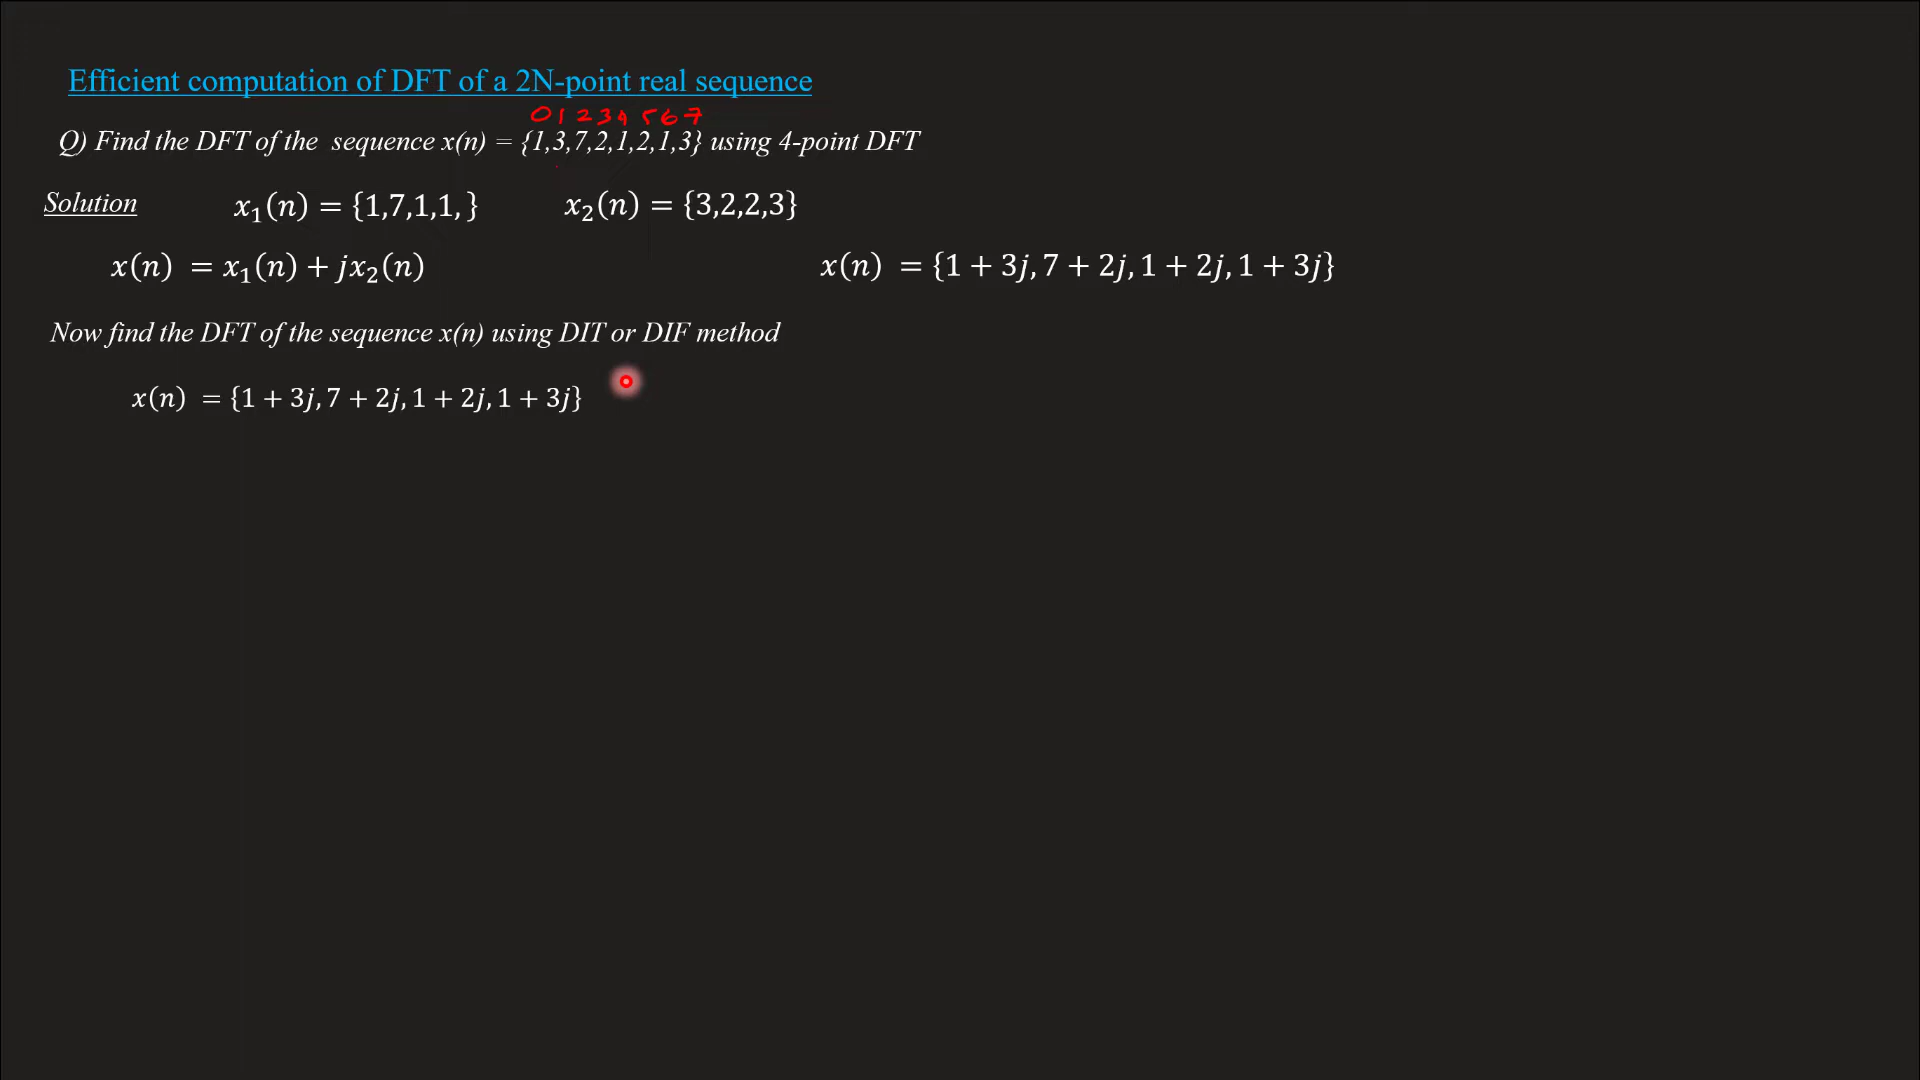 Efficient computation of DFT of a 2N-point real sequence
0 1 2 3 4 5 6 7
Q) Find the DFT of the sequence x(n) = {1,3,7,2,1,2,1,3} using 4-point DFT
Solution x₁(n) = {1,7,1,1, } x₂(n) = {3,2,2,3}
x(n) = x₁(n) + jx₂(n) x(n) = {1 + 3j, 7 + 2j, 1 + 2j, 1 + 3j}
Now find the DFT of the sequence x(n) using DIT or DIF method
x(n) = {1 + 3j, 7 + 2j, 1 + 2j, 1 + 3j}